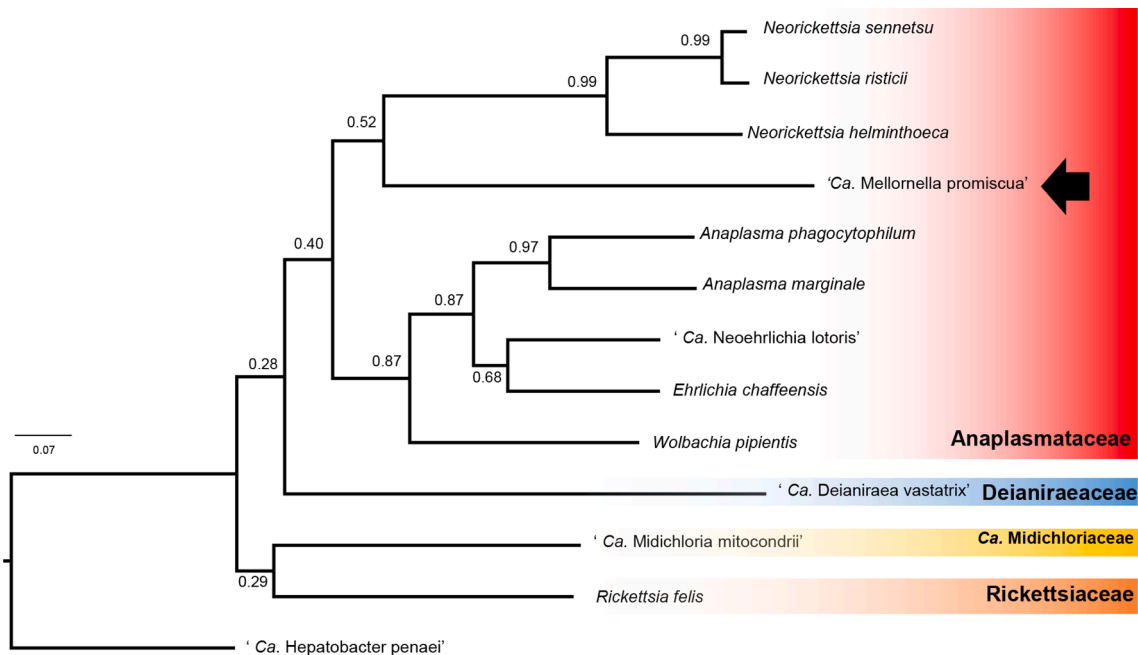 Neorickettsia sennetsu
0.99
Neorickettsia risticii
0.99
0.52
Neorickettsia helminthoeca
‘Ca. Mellornella promiscua’
Anaplasma phagocytophilum
0.97
0.40
Anaplasma marginale
0.87
‘ Ca. Neoehrlichia lotoris’
0.87
0.28
0.68
Ehrlichia chaffeensis
Wolbachia pipientis
Anaplasmataceae
0.07
‘ Ca. Deianiraea vastatrix’
Deianiraeaceae
‘ Ca. Midichloria mitocondrii’
Ca. Midichloriaceae
0.29
Rickettsia felis
Rickettsiaceae
‘ Ca. Hepatobacter penaei’